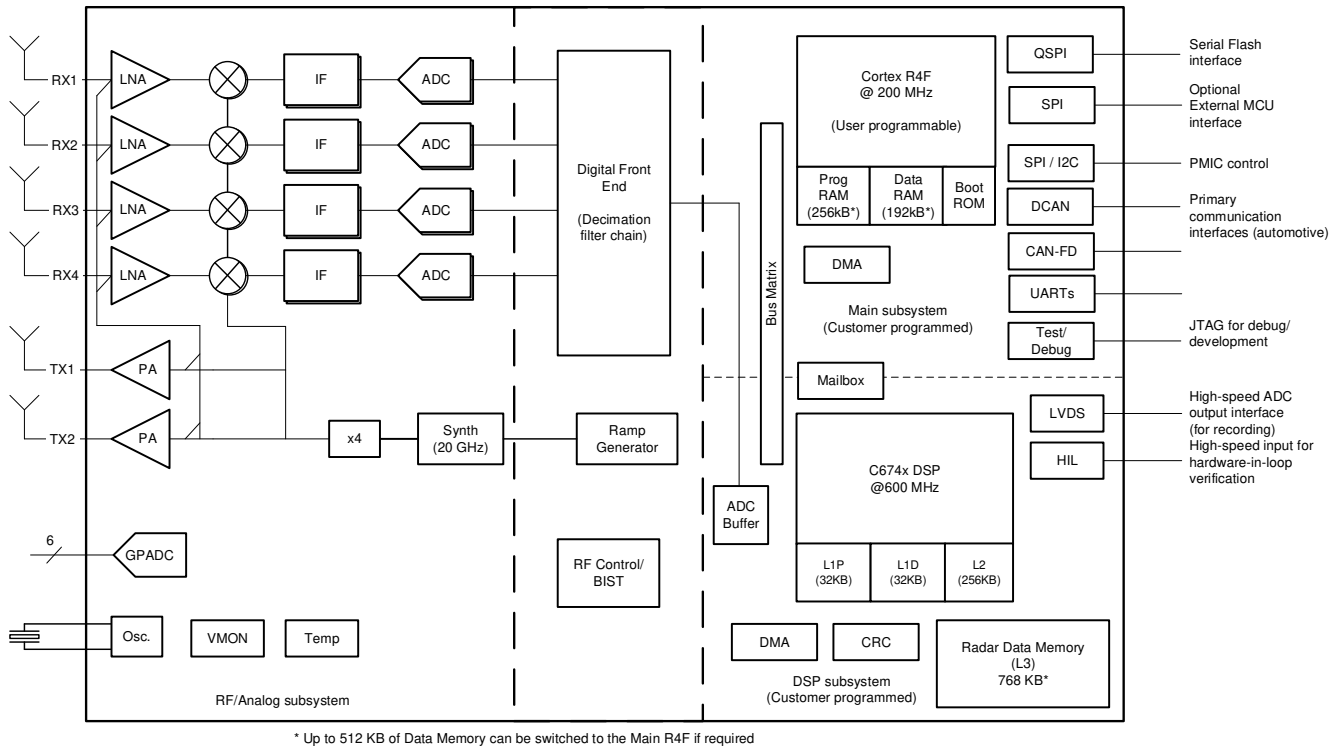 RX1
LNA
IF
ADC
RX2
LNA
IF
ADC
RX3
LNA
IF
ADC
RX4
LNA
IF
ADC
TX1
PA
TX2
PA
x4
Synth
(20 GHz)
Ramp
Generator
Digital Front
End
(Decimation
filter chain)
6
GPADC
RF Control/
BIST
Osc.
VMON
Temp
RF/Analog subsystem
ADC
Buffer
Bus Matrix
Cortex R4F
@ 200 MHz
(User programmable)
Prog
RAM
(256kB*)
Data
RAM
(192kB*)
Boot
ROM
DMA
Main subsystem
(Customer programmed)
Mailbox
QSPI
Serial Flash
interface
SPI
Optional
External MCU
interface
SPI / I2C
PMIC control
DCAN
Primary
communication
interfaces (automotive)
CAN-FD
UARTs
Test/
Debug
JTAG for debug/
development
LVDS
High-speed ADC
output interface
(for recording)
HIL
High-speed input for
hardware-in-loop
verification
C674x DSP
@600 MHz
L1P
(32KB)
L1D
(32KB)
L2
(256KB)
DMA
CRC
DSP subsystem
(Customer programmed)
Radar Data Memory
(L3)
768 KB*
* Up to 512 KB of Data Memory can be switched to the Main R4F if required